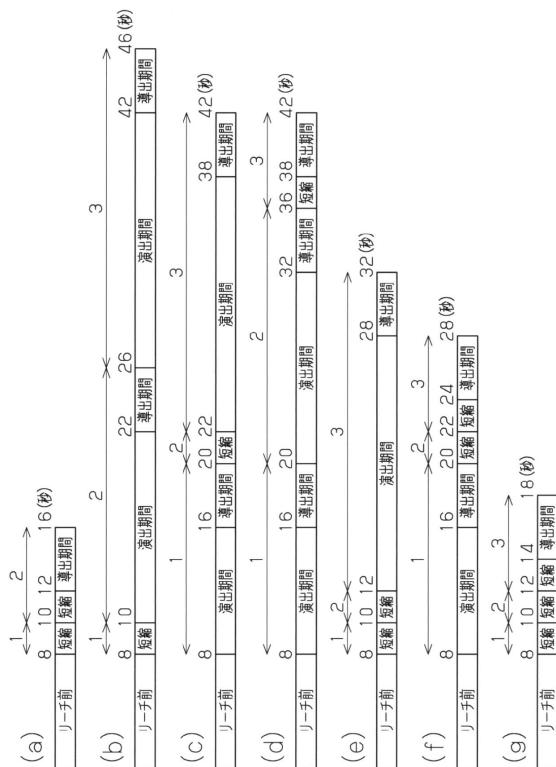 (a)
1 2
8 10 12 16(秒)
リーチ前 短縮 短縮 導出期間
(b)
1 2 3
8 10 22 26 42 46(秒)
リーチ前 短縮 演出期間 導出期間 演出期間 導出期間
(c)
1 2 3
8 16 20 22 38 42(秒)
リーチ前 演出期間 導出期間 短縮 演出期間 導出期間
(d)
1 2 3
8 16 20 32 36 38 42(秒)
リーチ前 演出期間 導出期間 演出期間 導出期間 短縮 導出期間
(e)
1 2 3
8 10 12 28 32(秒)
リーチ前 短縮 短縮 演出期間 導出期間
(f)
1 2 3
8 16 20 22 24 28(秒)
リーチ前 演出期間 導出期間 短縮 短縮 導出期間
(g)
1 2 3
8 10 12 14 18(秒)
リーチ前 短縮 短縮 短縮 導出期間